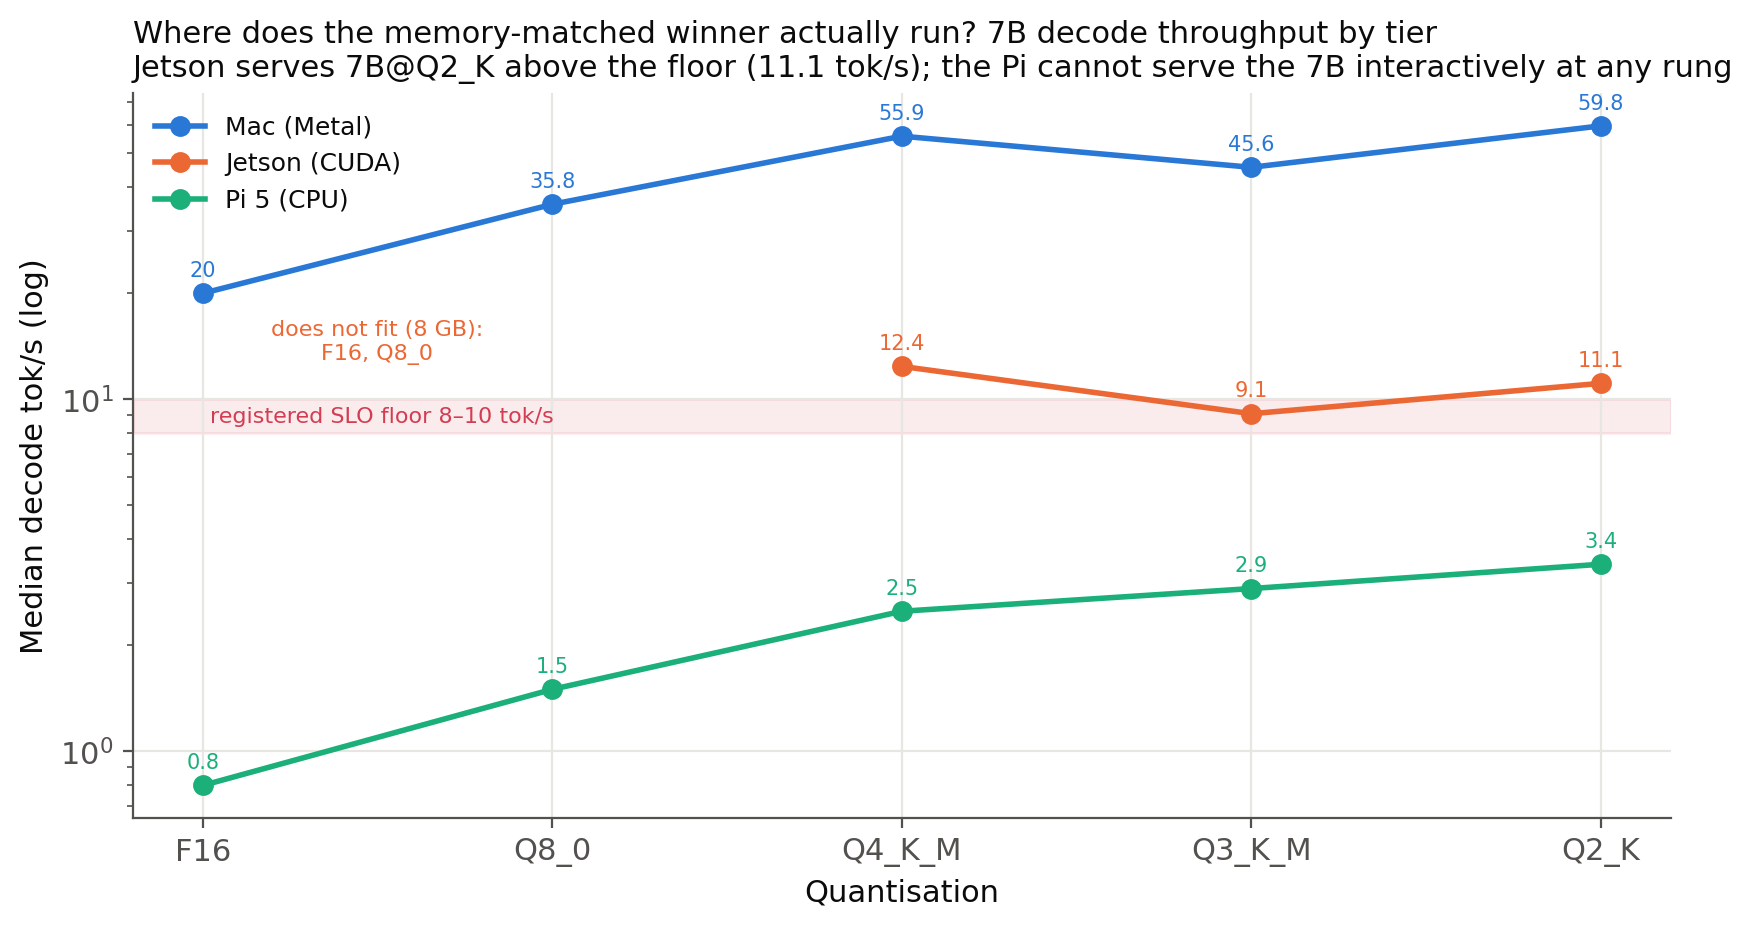 Where does the memory-matched winner actually run? 7B decode throughput by tier
Jetson serves 7B@Q2_K above the floor (11.1 tok/s); the Pi cannot serve the 7B interactively at any rung
Mac (Metal)
Jetson (CUDA)
Pi 5 (CPU)
20
35.8
55.9
45.6
59.8
does not fit (8 GB):
F16, Q8_0
12.4
9.1
11.1
registered SLO floor 8–10 tok/s
0.8
1.5
2.5
2.9
3.4
Median decode tok/s (log)
10¹
10⁰
F16
Q8_0
Q4_K_M
Q3_K_M
Q2_K
Quantisation